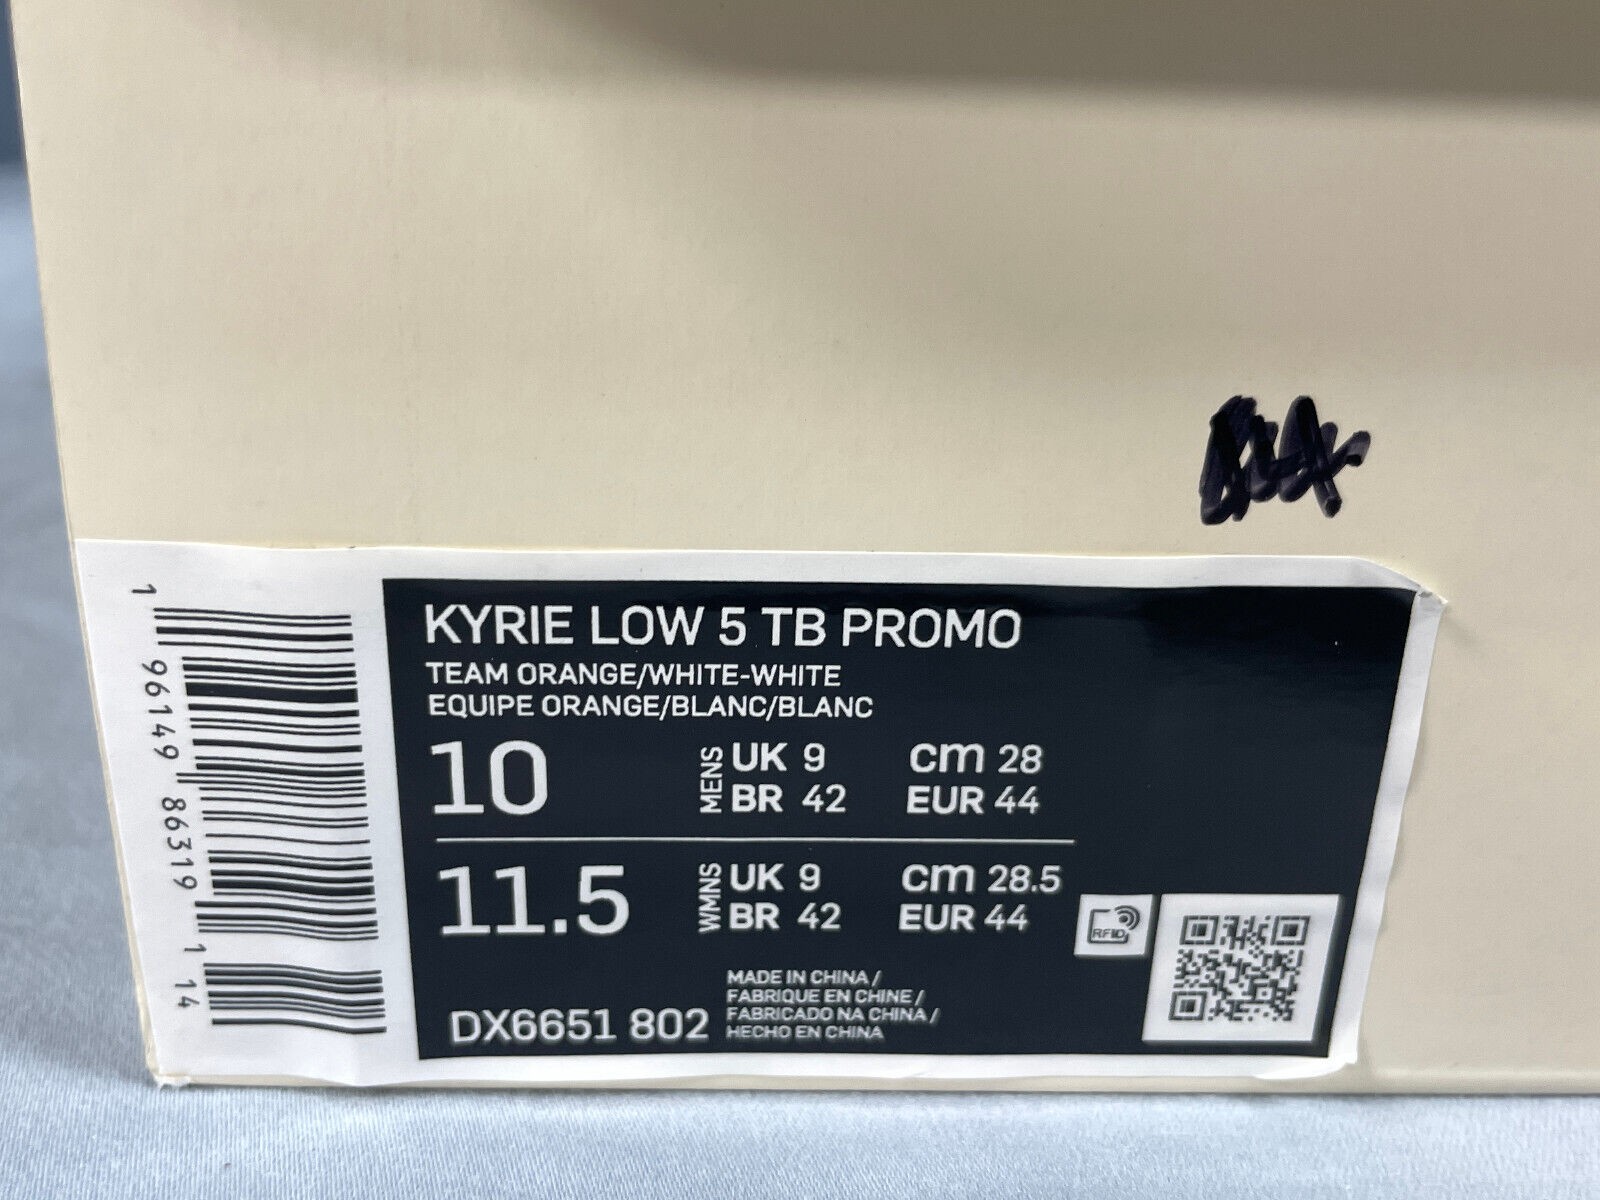 KYRIE LOW 5 TB PROMO
TEAM ORANGE/WHITE-WHITE
EQUIPE ORANGE/BLANC/BLANC
10 MENS UK 9 cm 28
BR 42 EUR 44
11.5 WMNS UK 9 cm 28.5
BR 42 EUR 44
RFID
DX6651 802
MADE IN CHINA /
FABRIQUE EN CHINE /
FABRICADO NA CHINA /
HECHO EN CHINA
1 96149 86319 1 14